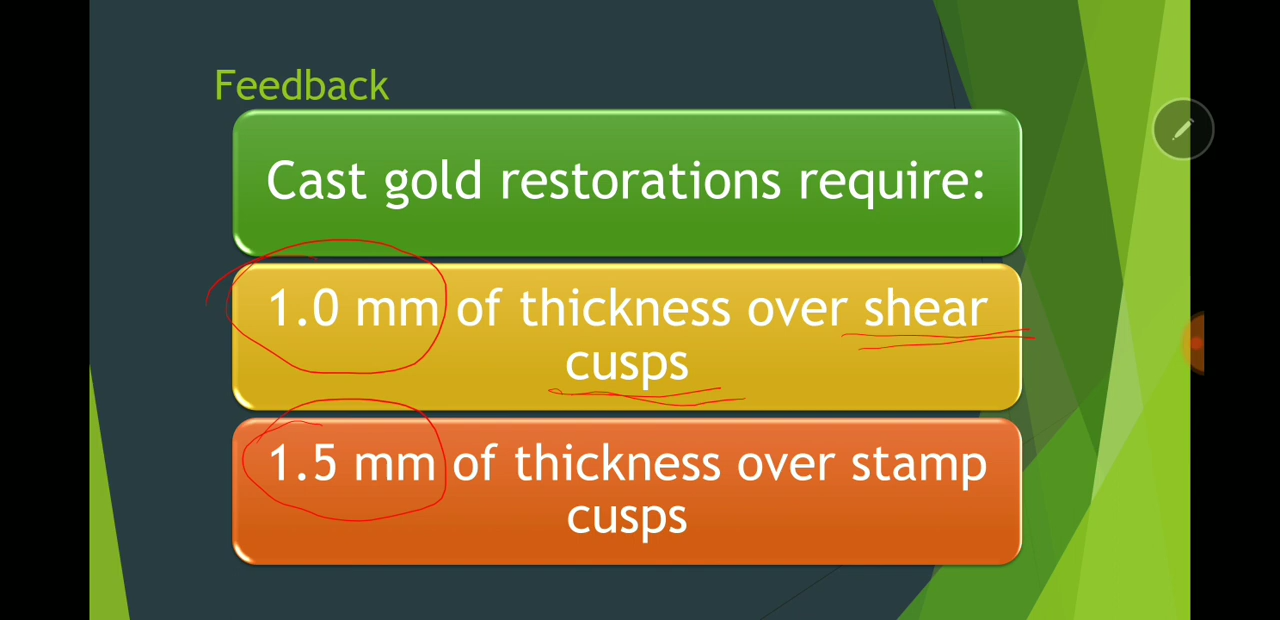 Feedback
Cast gold restorations require:
1.0 mm of thickness over shear
cusps
1.5 mm of thickness over stamp
cusps